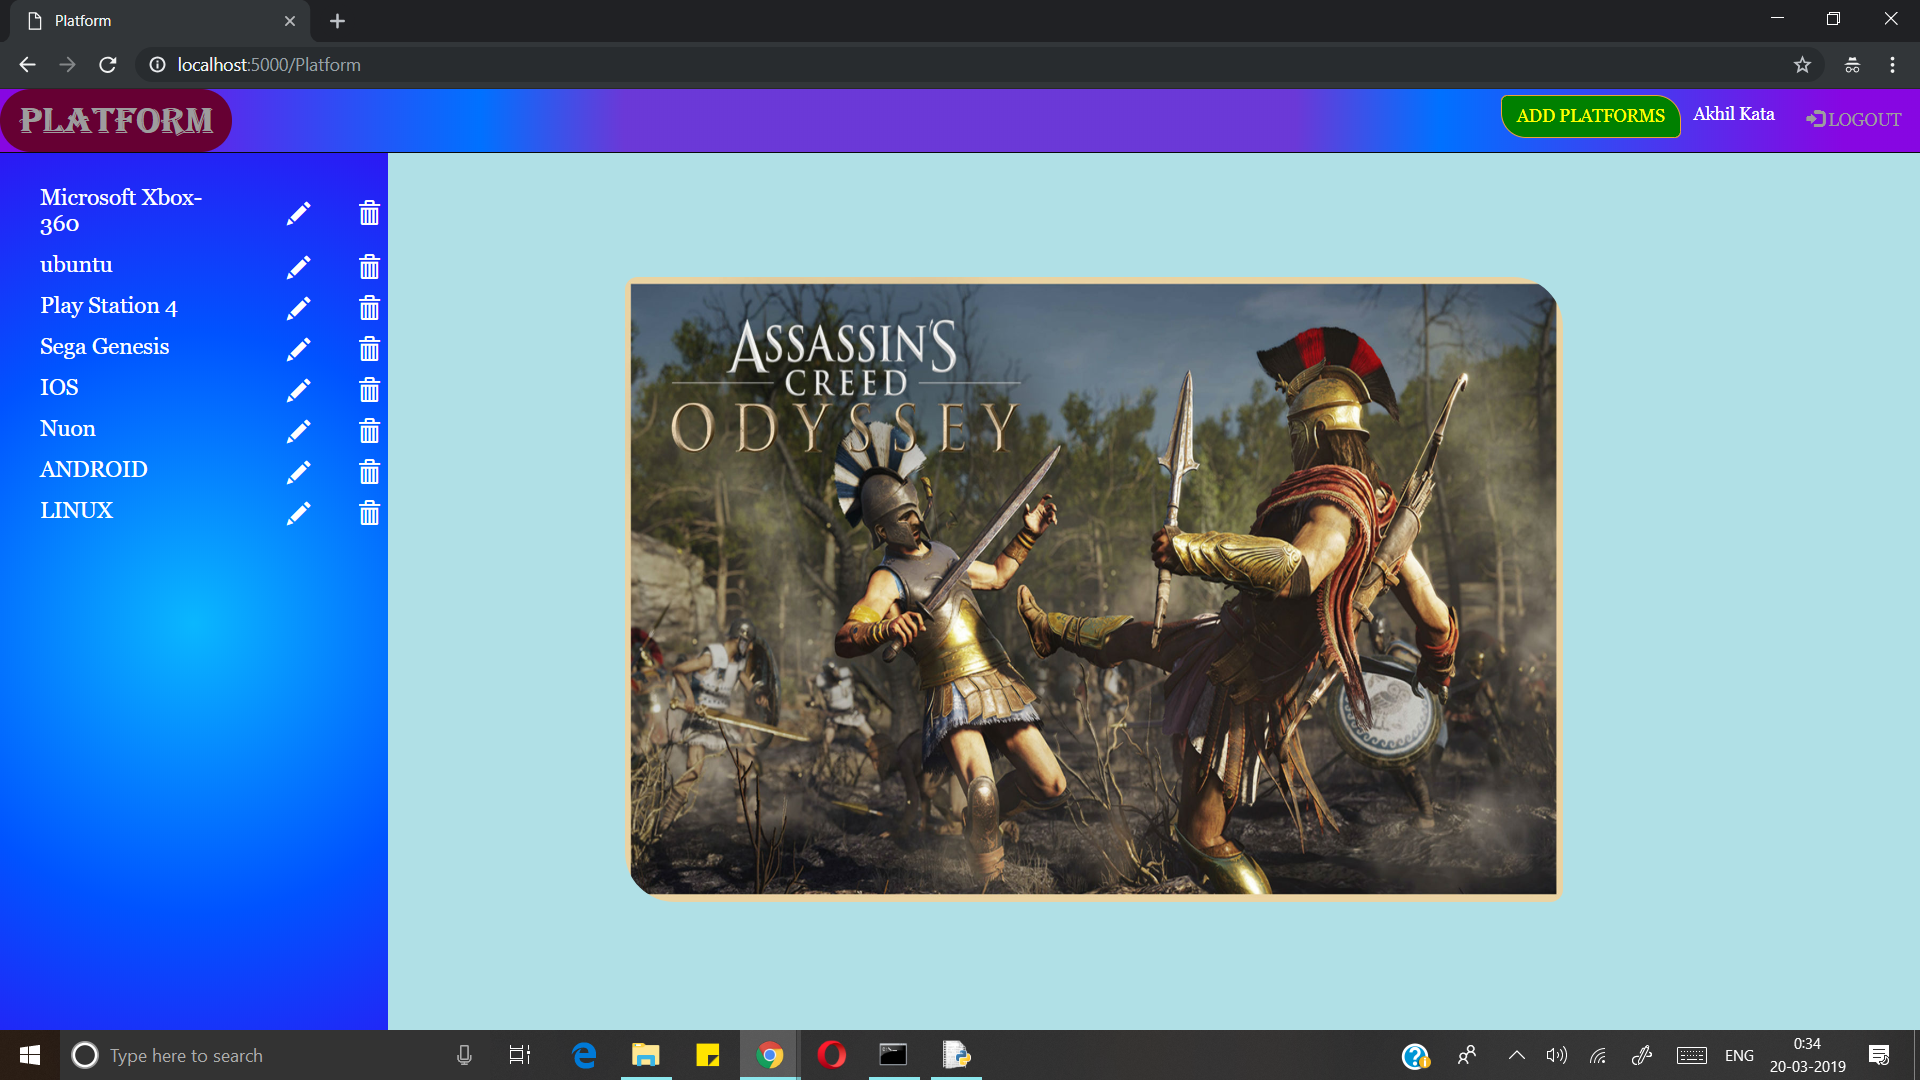 Platform
localhost:5000/Platform
PLATFORM
ADD PLATFORMS
Akhil Kata
LOGOUT
Microsoft Xbox-
360
ubuntu
Play Station 4
Sega Genesis
IOS
Nuon
ANDROID
LINUX
ASSASSIN'S
CREED
ODYSSEY
Type here to search
ENG
0:34
20-03-2019